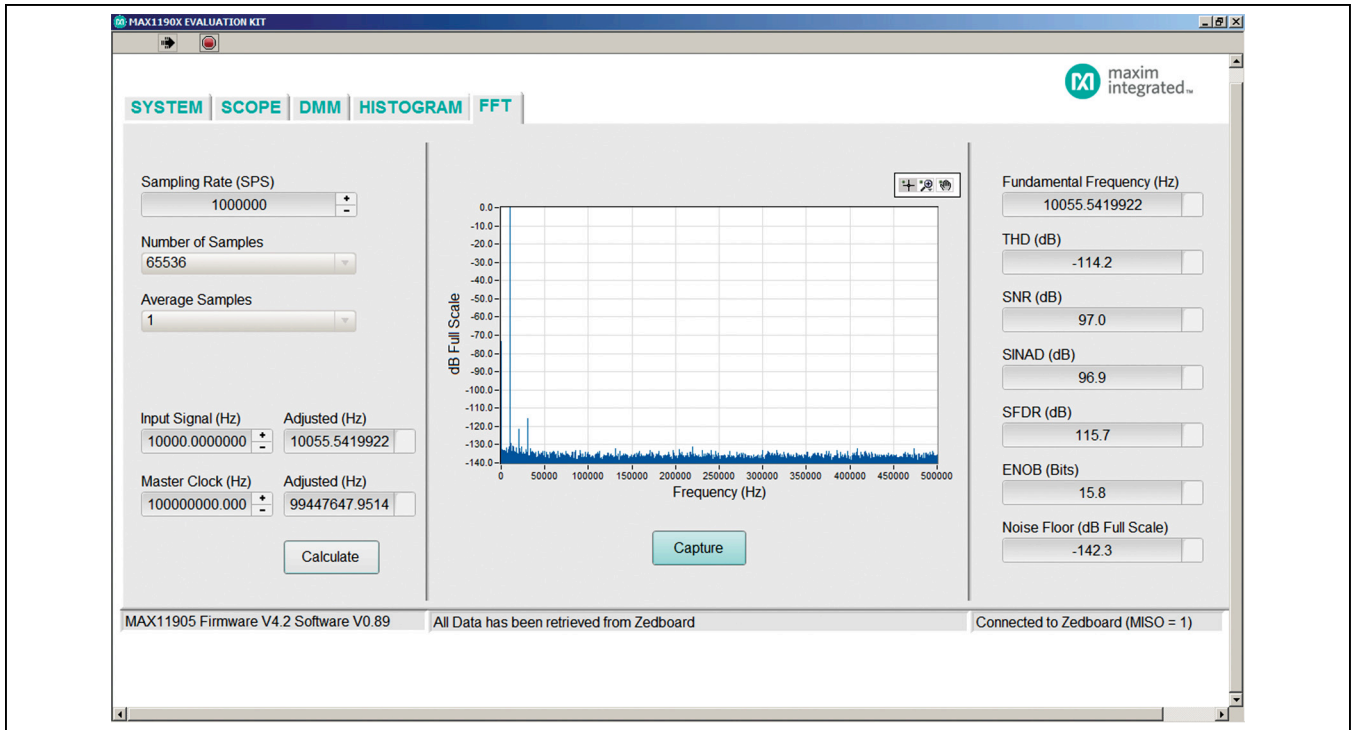 MAX1190X EVALUATION KIT
maxim
integrated™
SYSTEM SCOPE DMM HISTOGRAM FFT
Sampling Rate (SPS)
1000000
Number of Samples
65536
Average Samples
1
Input Signal (Hz) Adjusted (Hz)
10000.0000000 10055.5419922
Master Clock (Hz) Adjusted (Hz)
100000000.000 99447647.9514
Calculate
dB Full Scale
0.0
-10.0
-20.0
-30.0
-40.0
-50.0
-60.0
-70.0
-80.0
-90.0
-100.0
-110.0
-120.0
-130.0
-140.0
0 50000 100000 150000 200000 250000 300000 350000 400000 450000 500000
Frequency (Hz)
Capture
Fundamental Frequency (Hz)
10055.5419922
THD (dB)
-114.2
SNR (dB)
97.0
SINAD (dB)
96.9
SFDR (dB)
115.7
ENOB (Bits)
15.8
Noise Floor (dB Full Scale)
-142.3
MAX11905 Firmware V4.2 Software V0.89
All Data has been retrieved from Zedboard
Connected to Zedboard (MISO = 1)